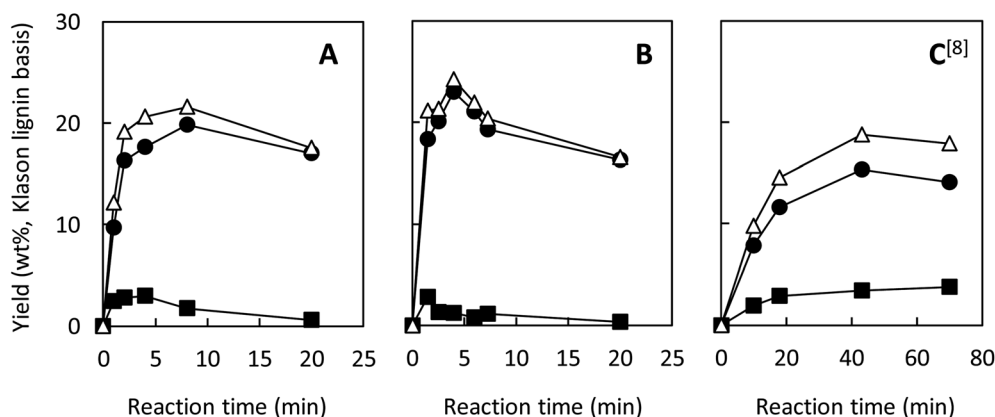 Yield (wt%, Klason lignin basis)
30
20
10
0
A
0 5 10 15 20 25
Reaction time (min)
B
0 5 10 15 20 25
Reaction time (min)
C[8]
0 20 40 60 80
Reaction time (min)